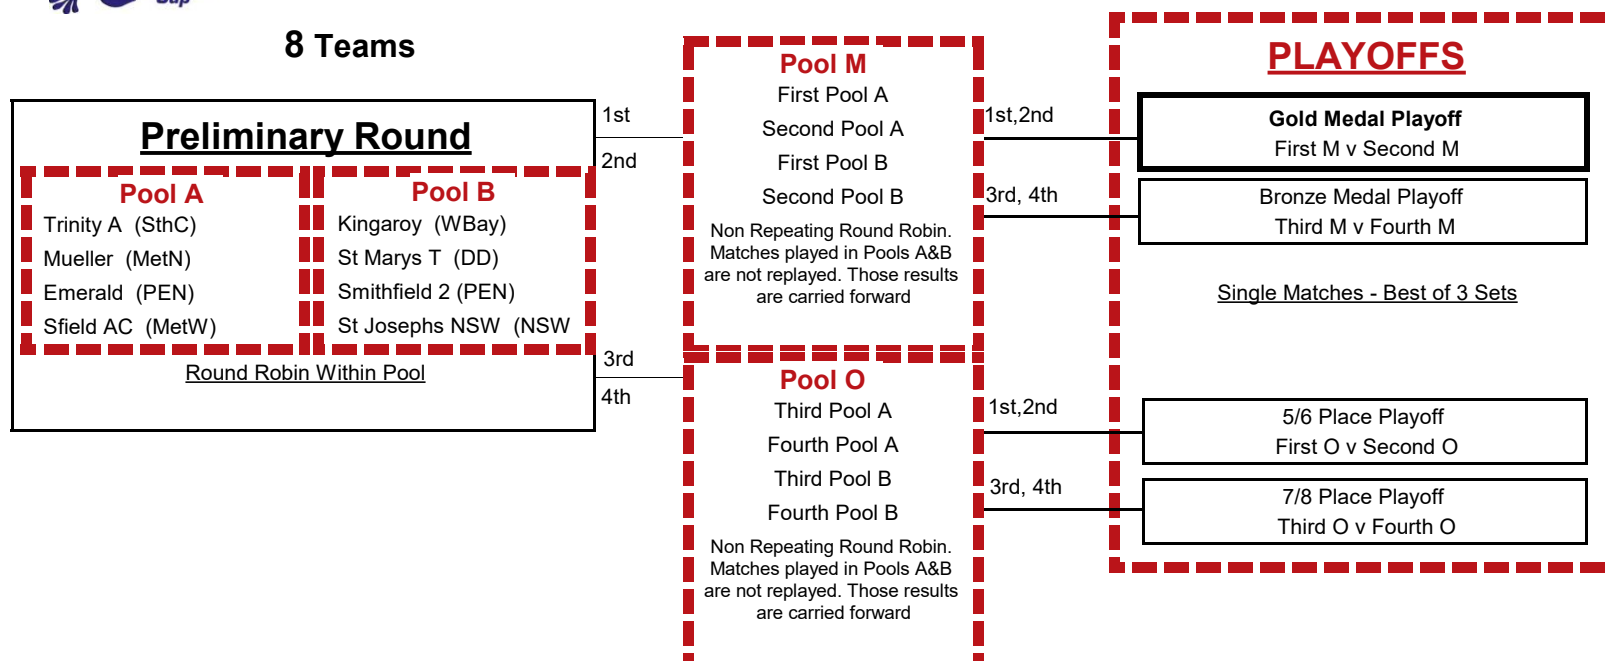 Cup
8 Teams
Preliminary Round
Pool A
Trinity A (SthC)
Mueller (MetN)
Emerald (PEN)
Sfield AC (MetW)
Pool B
Kingaroy (WBay)
St Marys T (DD)
Smithfield 2 (PEN)
St Josephs NSW (NSW
Round Robin Within Pool
1st
2nd
3rd
4th
Pool M
First Pool A
Second Pool A
First Pool B
Second Pool B
Non Repeating Round Robin.
Matches played in Pools A&B
are not replayed. Those results
are carried forward
Pool O
Third Pool A
Fourth Pool A
Third Pool B
Fourth Pool B
Non Repeating Round Robin.
Matches played in Pools A&B
are not replayed. Those results
are carried forward
1st,2nd
3rd, 4th
1st,2nd
3rd, 4th
PLAYOFFS
Gold Medal Playoff
First M v Second M
Bronze Medal Playoff
Third M v Fourth M
Single Matches - Best of 3 Sets
5/6 Place Playoff
First O v Second O
7/8 Place Playoff
Third O v Fourth O